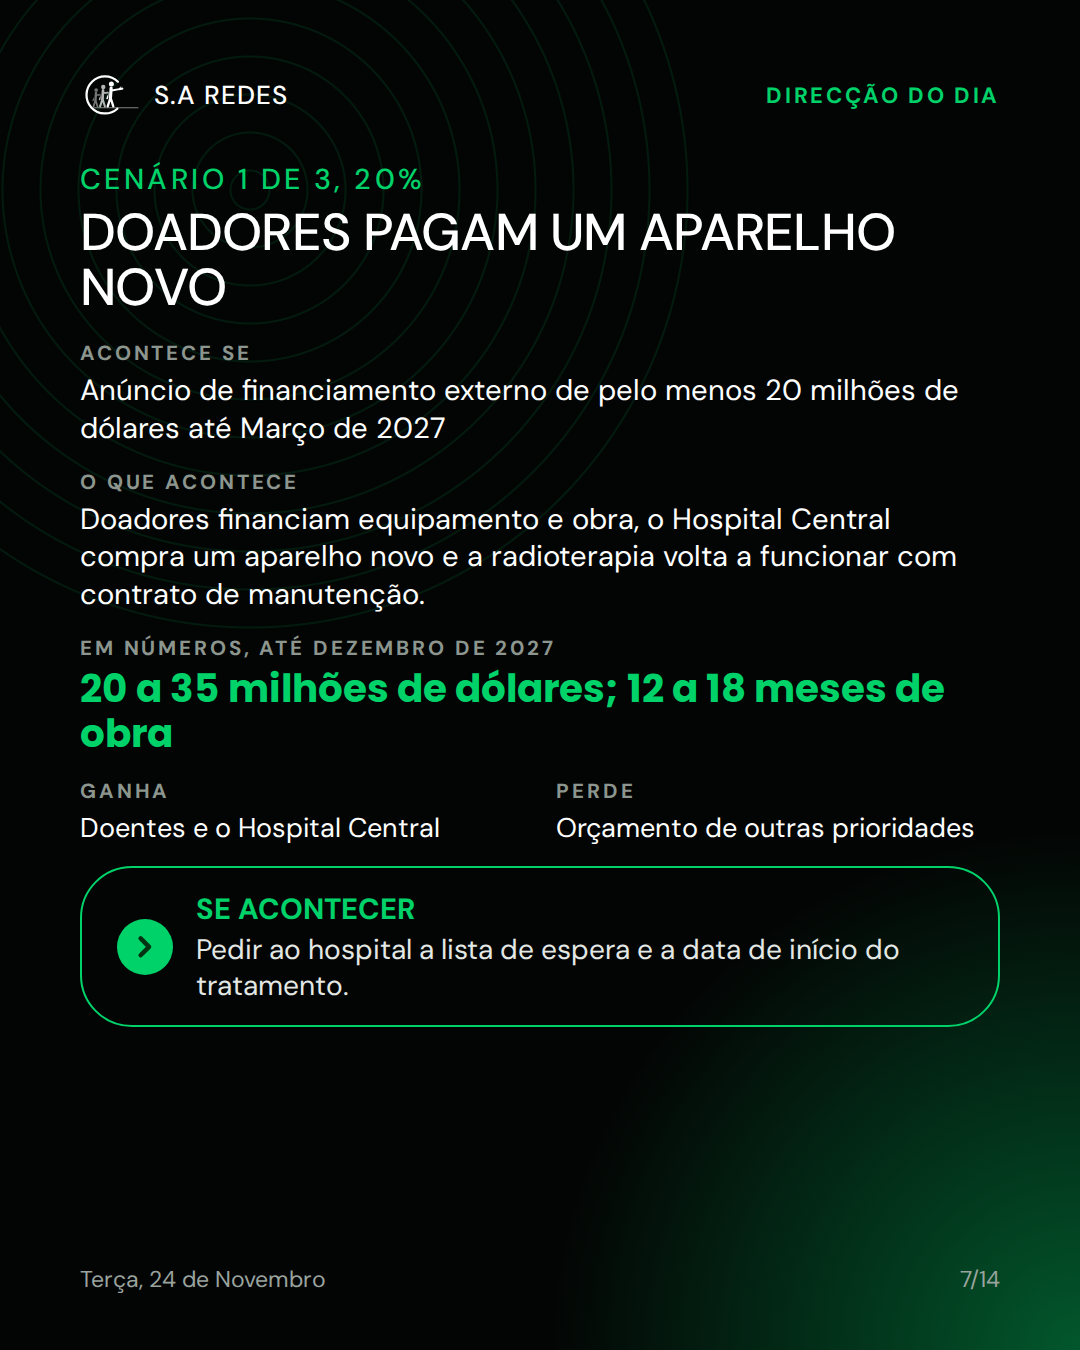 S.A REDES
DIRECÇÃO DO DIA
CENÁRIO 1 DE 3, 20%
DOADORES PAGAM UM APARELHO
NOVO
ACONTECE SE
Anúncio de financiamento externo de pelo menos 20 milhões de
dólares até Março de 2027
O QUE ACONTECE
Doadores financiam equipamento e obra, o Hospital Central
compra um aparelho novo e a radioterapia volta a funcionar com
contrato de manutenção.
EM NÚMEROS, ATÉ DEZEMBRO DE 2027
20 a 35 milhões de dólares; 12 a 18 meses de
obra
GANHA
Doentes e o Hospital Central
PERDE
Orçamento de outras prioridades
SE ACONTECER
Pedir ao hospital a lista de espera e a data de início do
tratamento.
Terça, 24 de Novembro
7/14